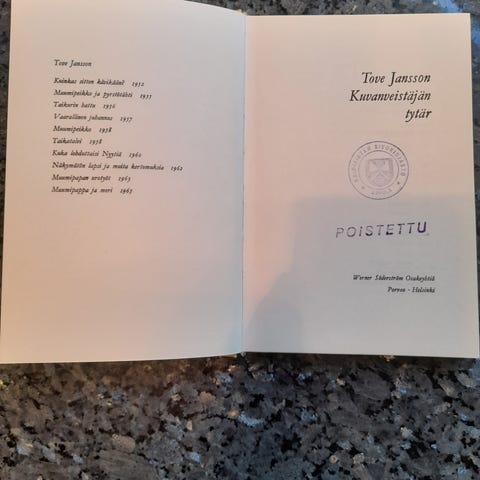 Tove Jansson
Kuinkas sitten käsikään? 1952
Muumipeikko ja pyrstötähti 1955
Taikurin hattu 1956
Vaarallinen juhannus 1957
Muumipeikko 1958
Taikatalvi 1958
Kuka lohduttaisi Nyytiä 1960
Näkymätön lapsi ja muita kertomuksia 1962
Muumipapan urotyöt 1963
Muumipappa ja meri 1965
Tove Jansson
Kuvanveistäjän
tytär
POISTETTU
Werner Söderström Osakeyhtiö
Porvoo - Helsinki